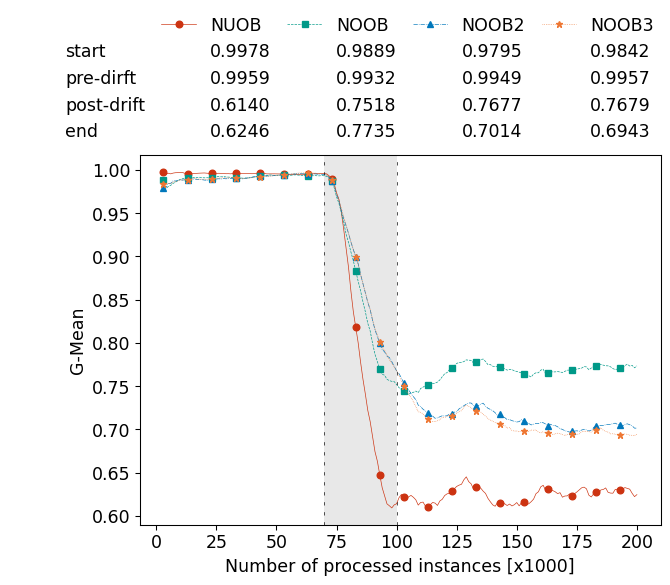 NUOB NOOB NOOB2 NOOB3
start 0.9978 0.9889 0.9795 0.9842
pre-dirft 0.9959 0.9932 0.9949 0.9957
post-drift 0.6140 0.7518 0.7677 0.7679
end 0.6246 0.7735 0.7014 0.6943
1.00
0.95
0.90
0.85
0.80
0.75
0.70
0.65
0.60
G-Mean
0 25 50 75 100 125 150 175 200
Number of processed instances [x1000]